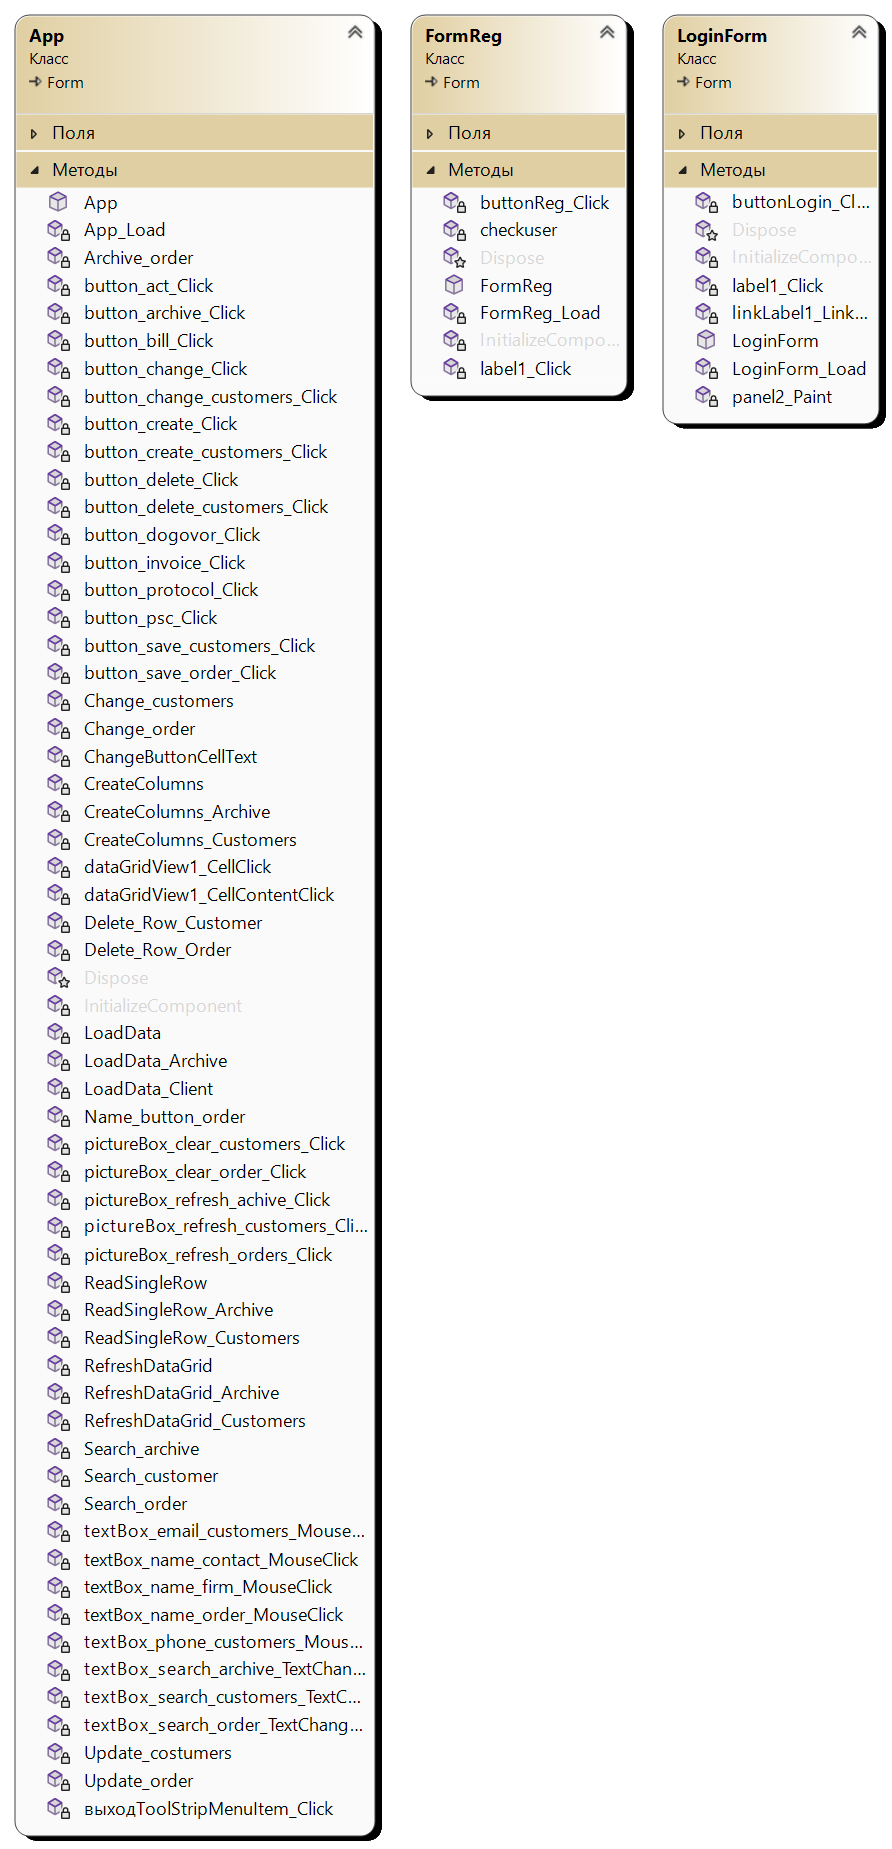 App
Класс
Form
Поля
Методы
App
App_Load
Archive_order
button_act_Click
button_archive_Click
button_bill_Click
button_change_Click
button_change_customers_Click
button_create_Click
button_create_customers_Click
button_delete_Click
button_delete_customers_Click
button_dogovor_Click
button_invoice_Click
button_protocol_Click
button_psc_Click
button_save_customers_Click
button_save_order_Click
Change_customers
Change_order
ChangeButtonCellText
CreateColumns
CreateColumns_Archive
CreateColumns_Customers
dataGridView1_CellClick
dataGridView1_CellContentClick
Delete_Row_Customer
Delete_Row_Order
Dispose
InitializeComponent
LoadData
LoadData_Archive
LoadData_Client
Name_button_order
pictureBox_clear_customers_Click
pictureBox_clear_order_Click
pictureBox_refresh_achive_Click
pictureBox_refresh_customers_Cli...
pictureBox_refresh_orders_Click
ReadSingleRow
ReadSingleRow_Archive
ReadSingleRow_Customers
RefreshDataGrid
RefreshDataGrid_Archive
RefreshDataGrid_Customers
Search_archive
Search_customer
Search_order
textBox_email_customers_Mouse...
textBox_name_contact_MouseClick
textBox_name_firm_MouseClick
textBox_name_order_MouseClick
textBox_phone_customers_Mous...
textBox_search_archive_TextChan...
textBox_search_customers_TextC...
textBox_search_order_TextChang...
Update_costumers
Update_order
выходToolStripMenuItem_Click
FormReg
Класс
Form
Поля
Методы
buttonReg_Click
checkuser
Dispose
FormReg
FormReg_Load
InitializeCompo...
label1_Click
LoginForm
Класс
Form
Поля
Методы
buttonLogin_Cl...
Dispose
InitializeCompo...
label1_Click
linkLabel1_Link...
LoginForm
LoginForm_Load
panel2_Paint